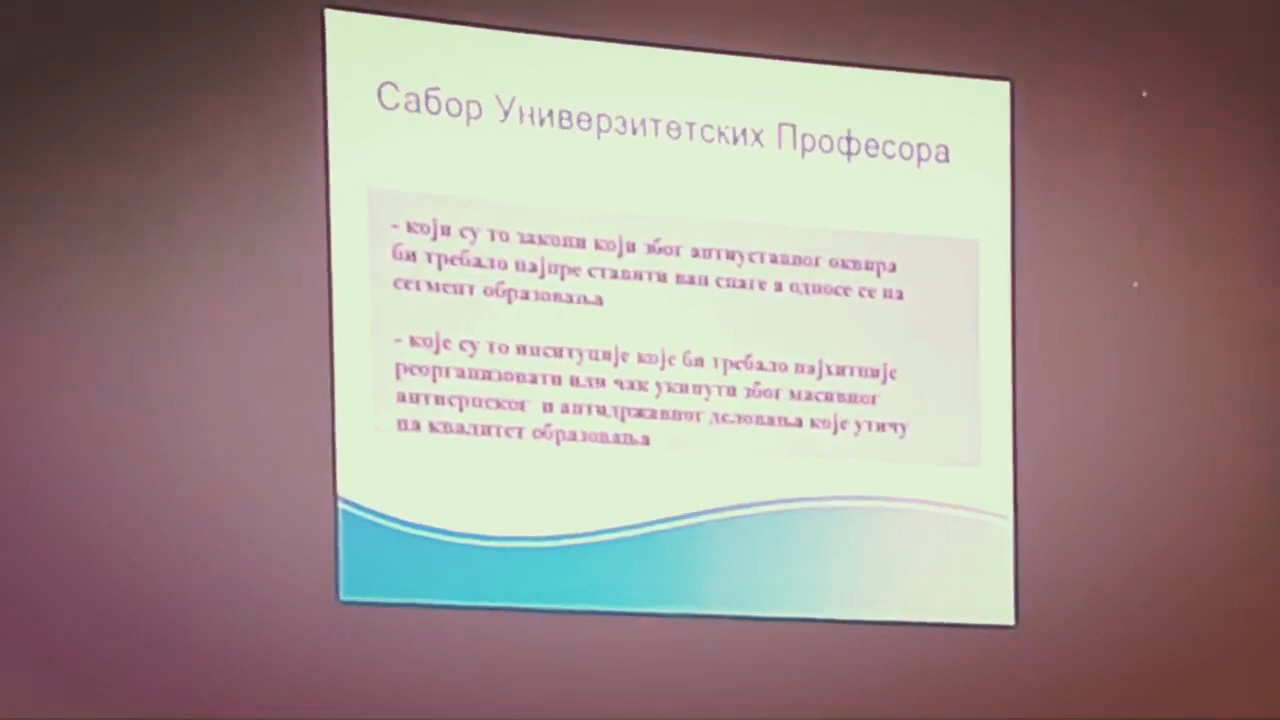 Сабор Универзитетских Професора
- који су то закони који због антиуставног оквира
би требало најпре ставити ван снаге а односе се на
сегмент образовања
- које су то инситуције које би требало најхитније
реорганизовати или чак укинути због масивног
антисрпског и антидржавног деловања које утичу
на квалитет образовања